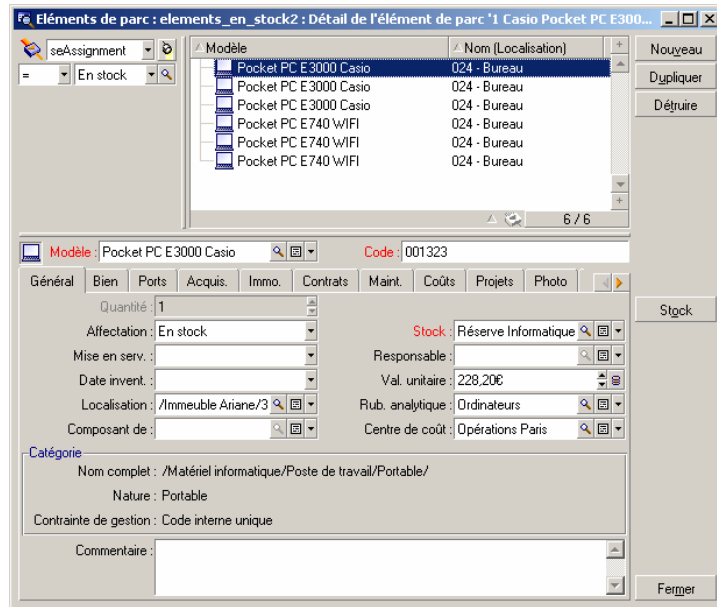 Eléments de parc : elements_en_stock2 : Détail de l'élément de parc '1 Casio Pocket PC E300...
seAssignment
= En stock
Modèle Nom (Localisation)
Pocket PC E3000 Casio 024 - Bureau
Pocket PC E3000 Casio 024 - Bureau
Pocket PC E3000 Casio 024 - Bureau
Pocket PC E740 WIFI 024 - Bureau
Pocket PC E740 WIFI 024 - Bureau
Pocket PC E740 WIFI 024 - Bureau
6 / 6
Nouveau
Dupliquer
Détruire
Modèle : Pocket PC E3000 Casio Code : 001323
Général Bien Ports Acquis. Immo. Contrats Maint. Coûts Projets Photo
Quantité : 1
Affectation : En stock Stock : Réserve Informatique
Mise en serv. : Responsable :
Date invent. : Val. unitaire : 228,20€
Localisation : /Immeuble Ariane/3 Rub. analytique : Ordinateurs
Composant de : Centre de coût : Opérations Paris
Catégorie
Nom complet : /Matériel informatique/Poste de travail/Portable/
Nature : Portable
Contrainte de gestion : Code interne unique
Commentaire :
Stock
Fermer